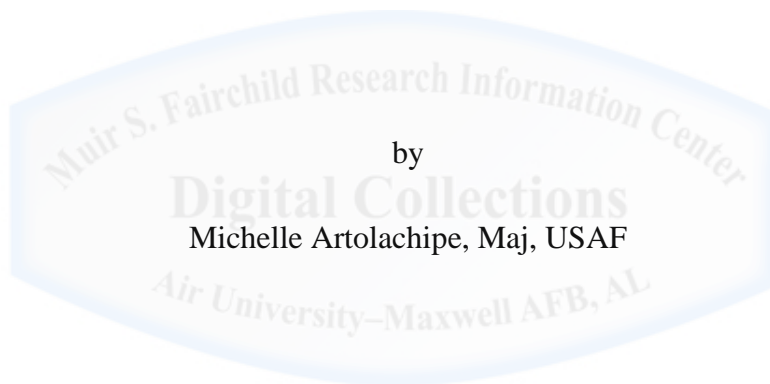 Muir S. Fairchild Research Information Center
by
Digital Collections
Michelle Artolachipe, Maj, USAF
Air University–Maxwell AFB, AL